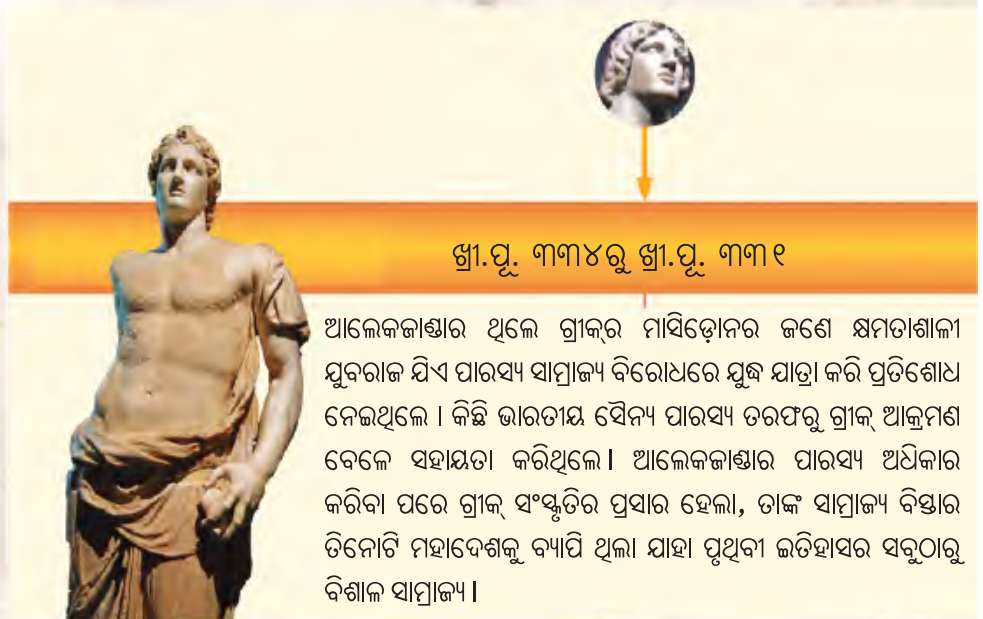 ଖ୍ରୀ.ପୂ. ୩୩୪ରୁ ଖ୍ରୀ.ପୂ. ୩୩୧
ଆଲେକଜାଣ୍ଡାର ଥିଲେ ଗ୍ରୀକ୍‌ର ମାସିଡ଼ୋନର ଜଣେ କ୍ଷମତାଶାଳୀ
ଯୁବରାଜ ଯିଏ ପାରସ୍ୟ ସାମ୍ରାଜ୍ୟ ବିରୋଧରେ ଯୁଦ୍ଧ ଯାତ୍ରା କରି ପ୍ରତିଶୋଧ
ନେଇଥିଲେ । କିଛି ଭାରତୀୟ ସୈନ୍ୟ ପାରସ୍ୟ ତରଫରୁ ଗ୍ରୀକ୍ ଆକ୍ରମଣ
ବେଳେ ସହାୟତା କରିଥିଲେ। ଆଲେକଜାଣ୍ଡାର ପାରସ୍ୟ ଅଧିକାର
କରିବା ପରେ ଗ୍ରୀକ୍ ସଂସ୍କୃତିର ପ୍ରସାର ହେଲା, ତାଙ୍କ ସାମ୍ରାଜ୍ୟ ବିସ୍ତାର
ତିନୋଟି ମହାଦେଶକୁ ବ୍ୟାପି ଥିଲା ଯାହା ପୃଥିବୀ ଇତିହାସର ସବୁଠାରୁ
ବିଶାଳ ସାମ୍ରାଜ୍ୟ।